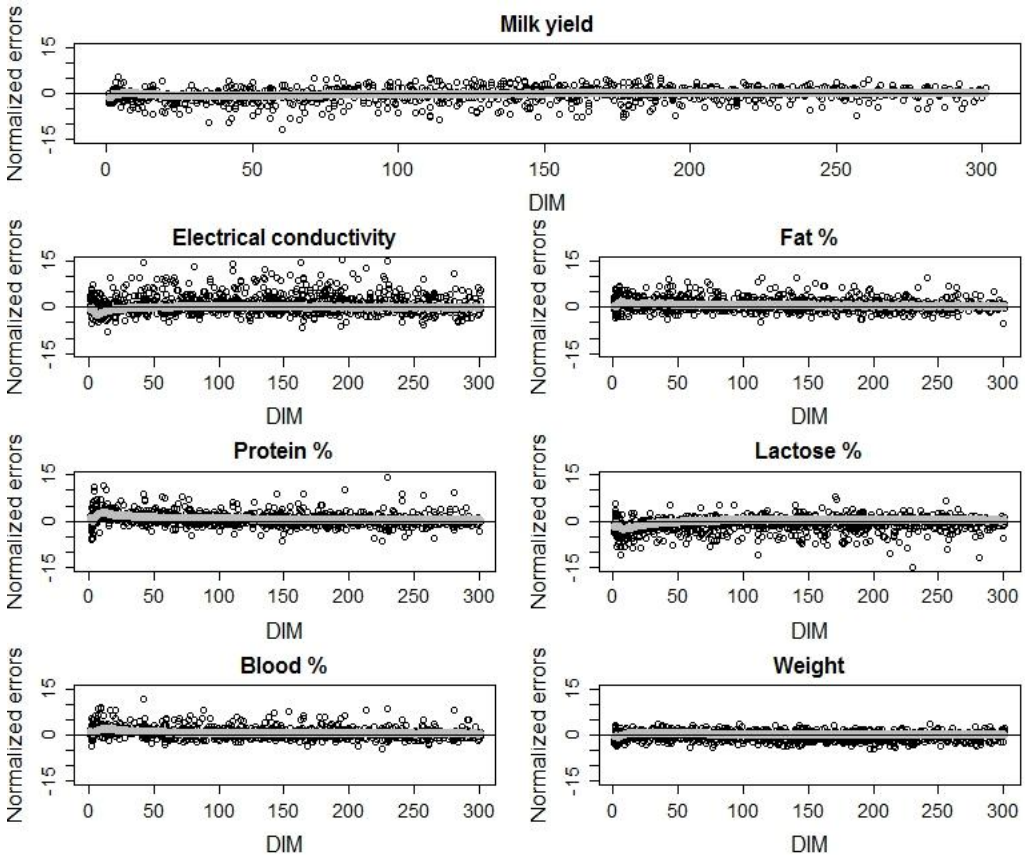 Milk yield
Normalized errors
15
0
-15
0 50 100 150 200 250 300
DIM
Electrical conductivity
Normalized errors
15
0
-15
0 50 100 150 200 250 300
DIM
Fat %
Normalized errors
15
0
-15
0 50 100 150 200 250 300
DIM
Protein %
Normalized errors
15
0
-15
0 50 100 150 200 250 300
DIM
Lactose %
Normalized errors
15
0
-15
0 50 100 150 200 250 300
DIM
Blood %
Normalized errors
15
0
-15
0 50 100 150 200 250 300
DIM
Weight
Normalized errors
15
0
-15
0 50 100 150 200 250 300
DIM